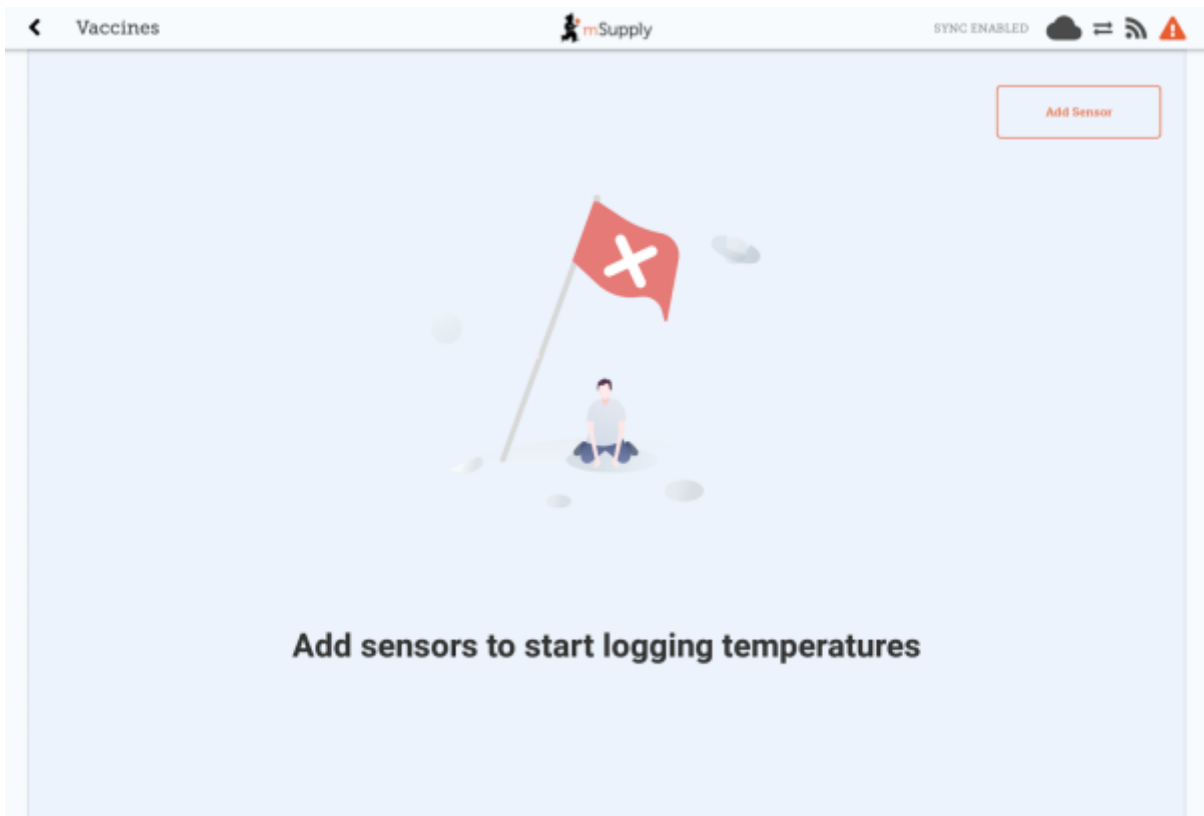 Vaccines
mSupply
SYNC ENABLED
Add Sensor
Add sensors to start logging temperatures